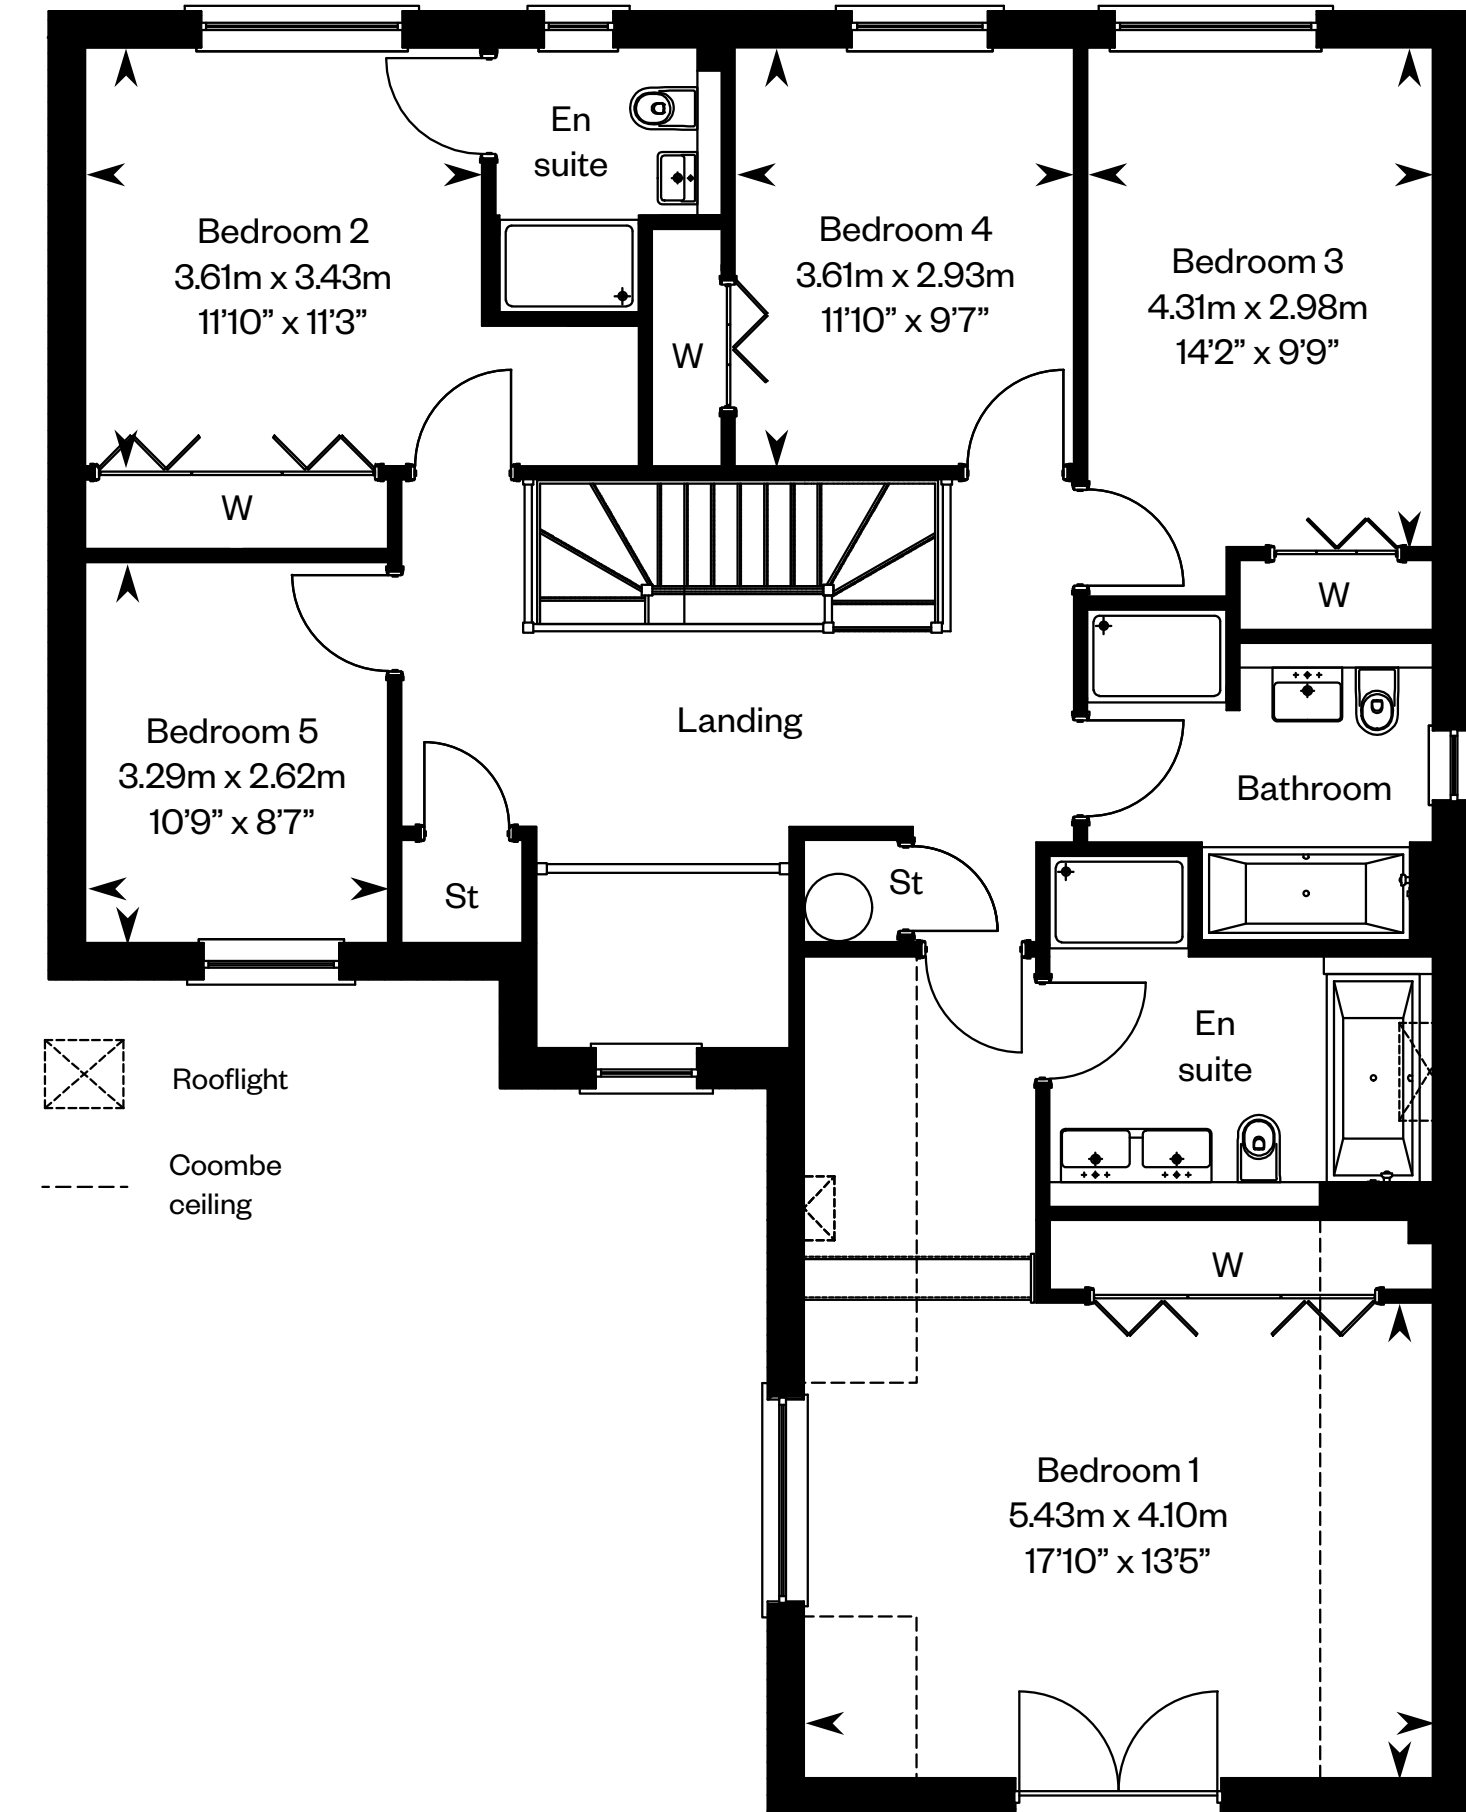 En
suite
Bedroom 2
3.61m x 3.43m
11'10” x 11'3”
Bedroom 4
3.61m x 2.93m
11'10” x 9'7”
Bedroom 3
4.31m x 2.98m
14'2” x 9'9”
W
W
W
Landing
Bedroom 5
3.29m x 2.62m
10'9” x 8'7”
Bathroom
St
St
En
suite
Rooflight
Coombe
ceiling
W
Bedroom 1
5.43m x 4.10m
17'10” x 13'5”